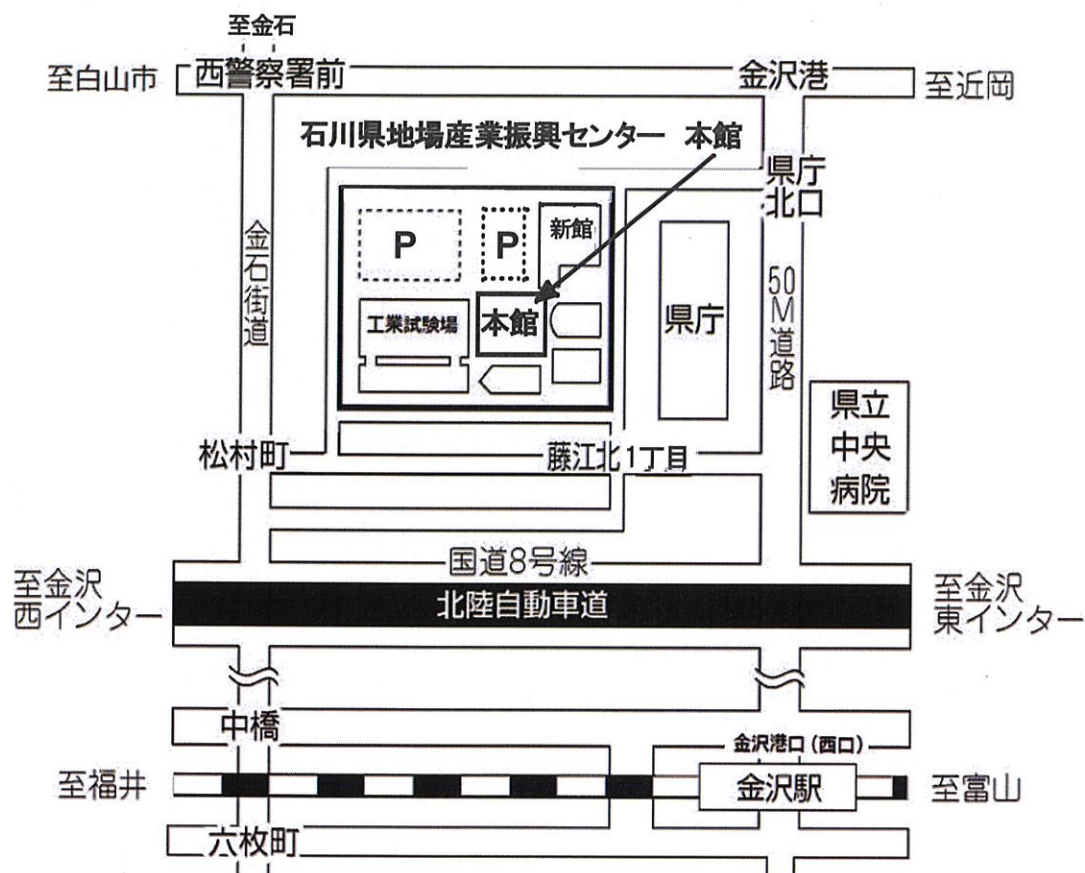 至金石
至白山市
西警察署前
金沢港
至近岡
石川県地場産業振興センター 本館
県庁
北口
金石街道
P
P
新館
50M道路
工業試験場
本館
県庁
県立
中央
病院
松村町
藤江北1丁目
国道8号線
北陸自動車道
至金沢
西インター
至金沢
東インター
中橋
金沢港口(西口)
至福井
金沢駅
至富山
六枚町